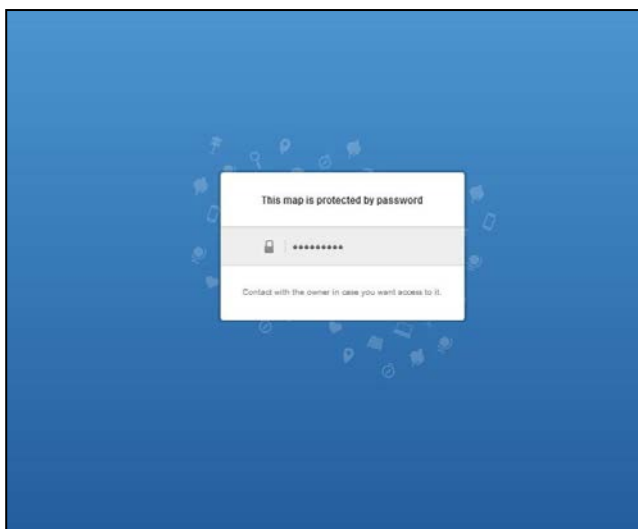 This map is protected by password
•••••••••
Contact with the owner in case you want access to it.